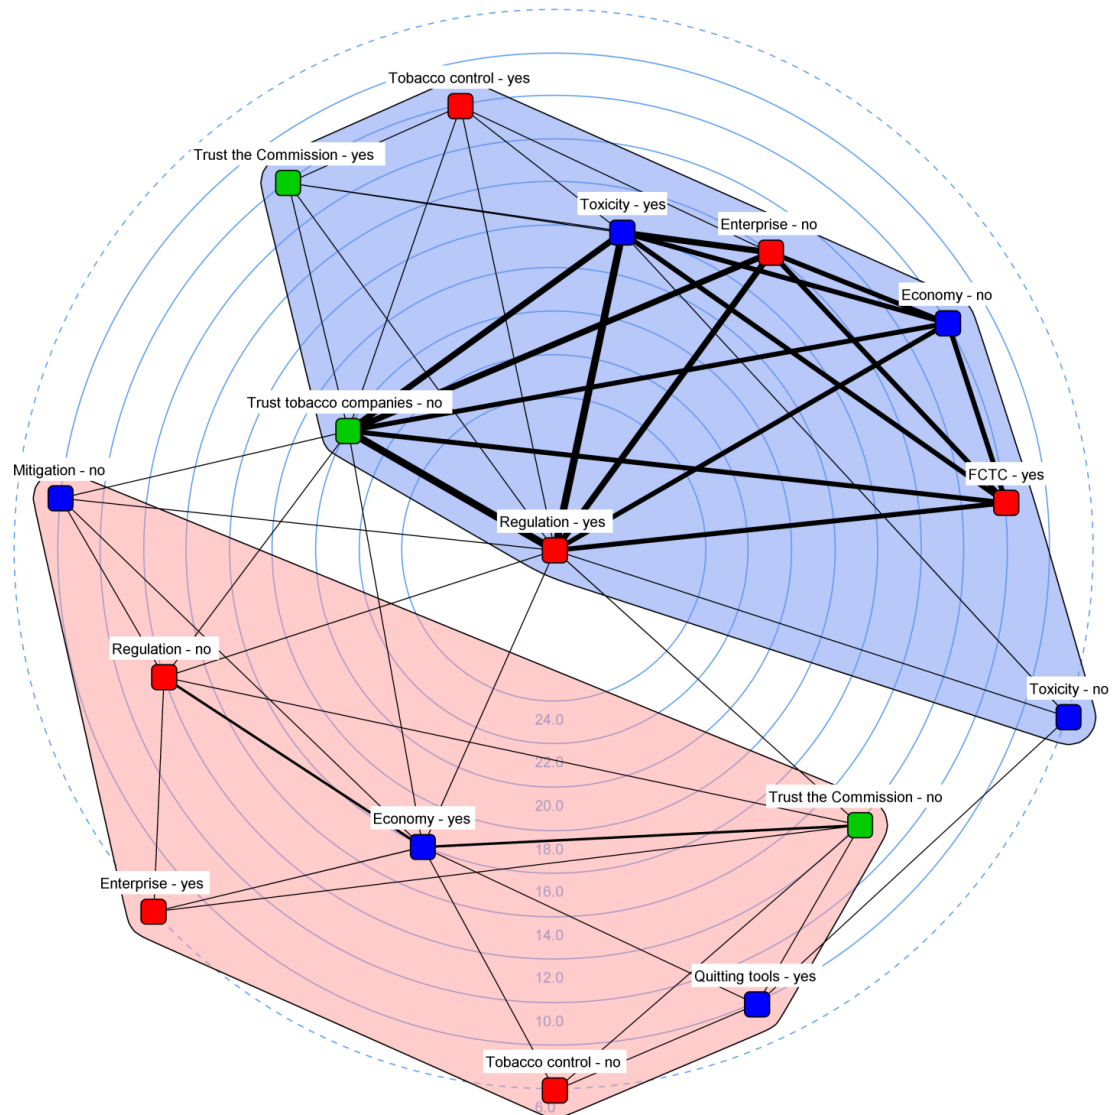 Tobacco control - yes
Trust the Commission - yes
Toxicity - yes
Enterprise - no
Economy - no
Trust tobacco companies - no
Mitigation - no
FCTC - yes
Regulation - yes
Regulation - no
Toxicity - no
24.0
22.0
20.0
Trust the Commission - no
Economy - yes
18.0
Enterprise - yes
16.0
14.0
12.0
Quitting tools - yes
10.0
Tobacco control - no
6.0